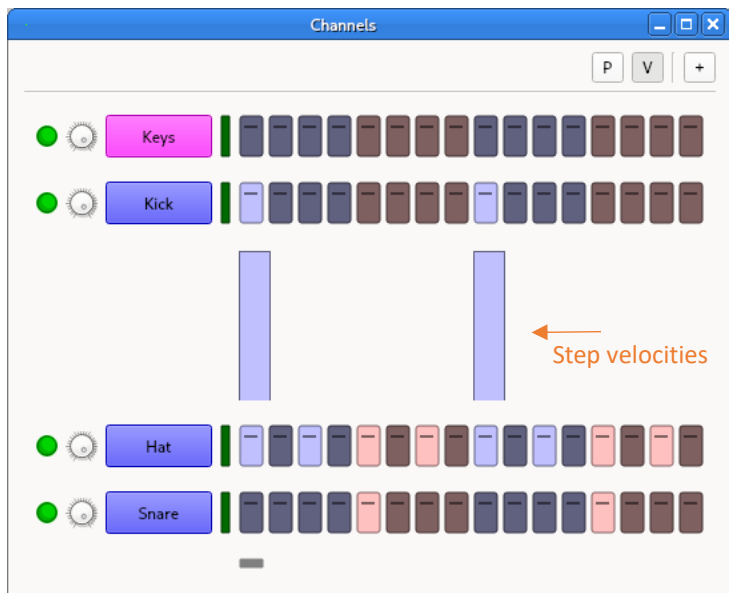 Channels
P V +
Keys
Kick
Step velocities
Hat
Snare